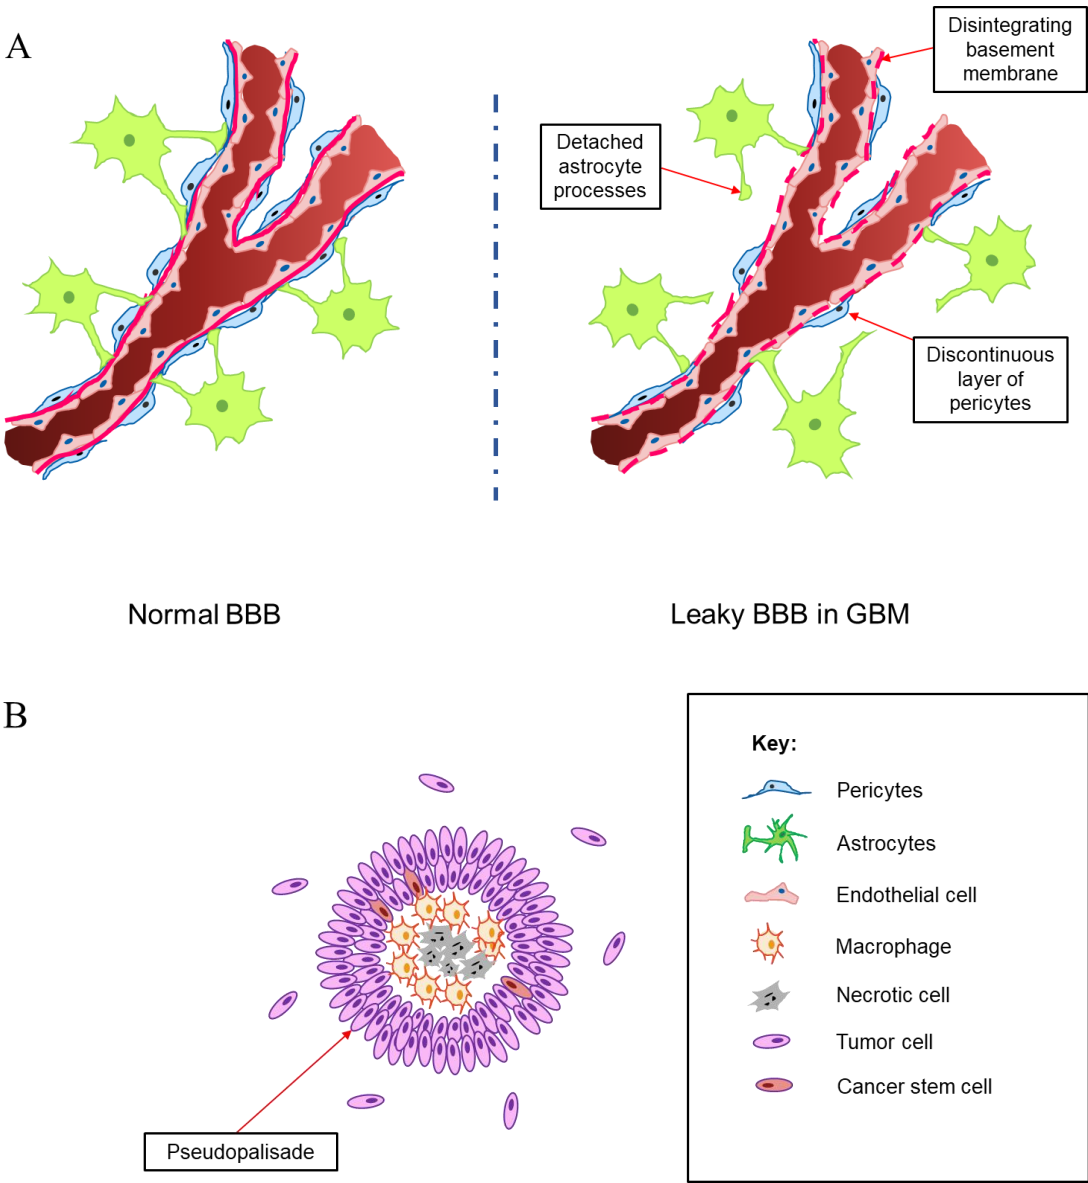 A
Disintegrating
basement
membrane
Detached
astrocyte
processes
Discontinuous
layer of
pericytes
Normal BBB
Leaky BBB in GBM
B
Key:
Pericytes
Astrocytes
Endothelial cell
Macrophage
Necrotic cell
Tumor cell
Cancer stem cell
Pseudopalisade